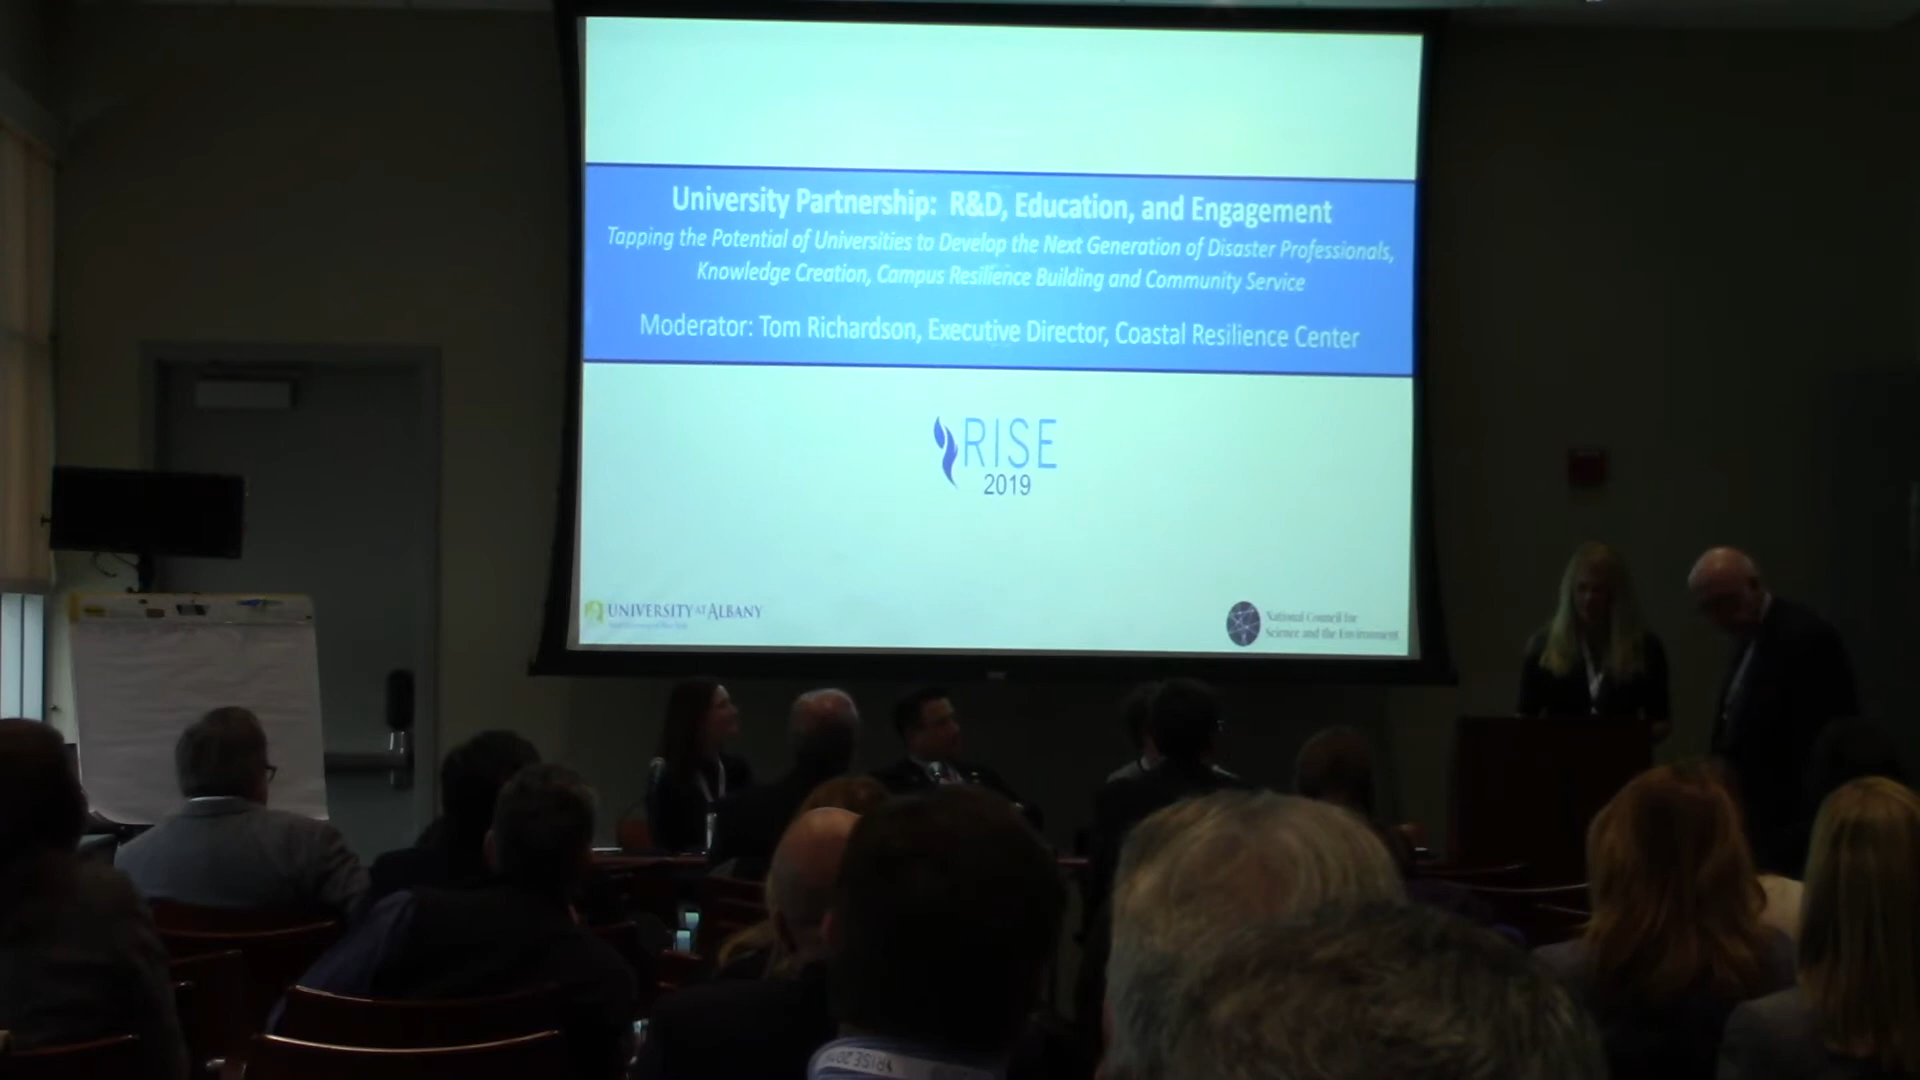 University Partnership: R&D, Education, and Engagement
Tapping the Potential of Universities to Develop the Next Generation of Disaster Professionals,
Knowledge Creation, Campus Resilience Building and Community Service
Moderator: Tom Richardson, Executive Director, Coastal Resilience Center
RISE
2019
UNIVERSITY AT ALBANY
National Council for
Science and the Environment